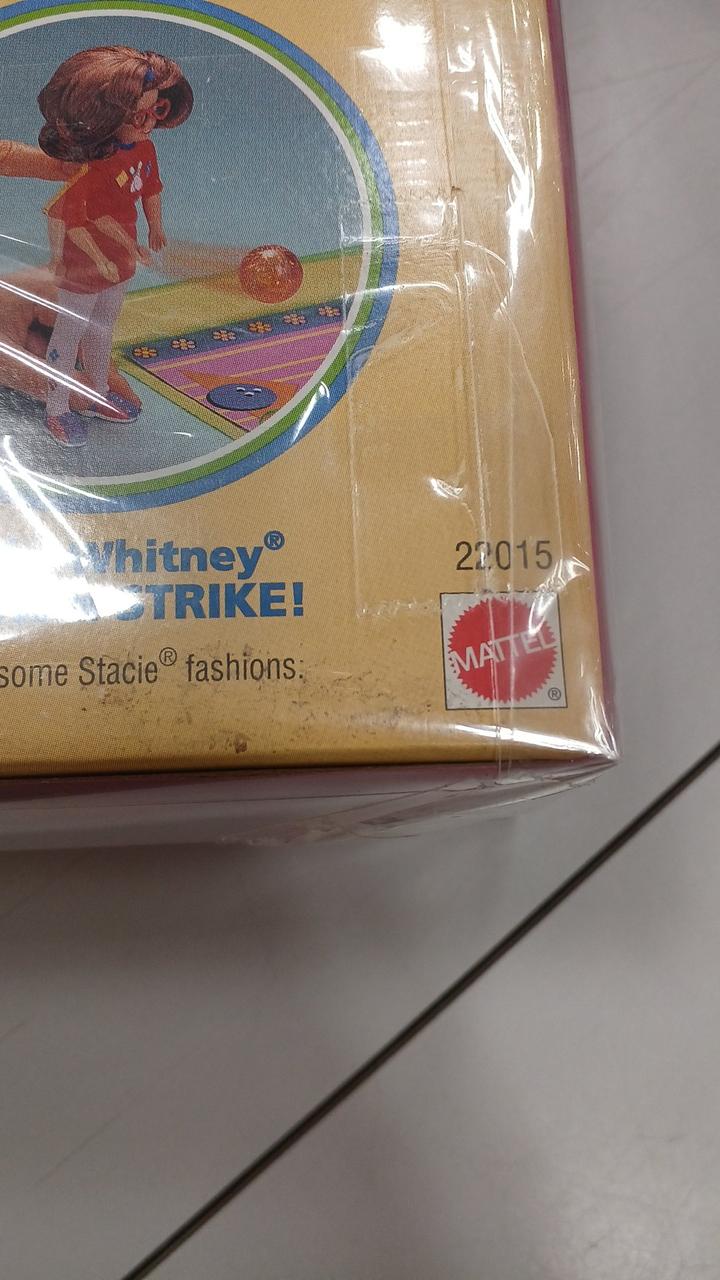 Whitney®
STRIKE!
some Stacie® fashions:
22015
MATTEL
®